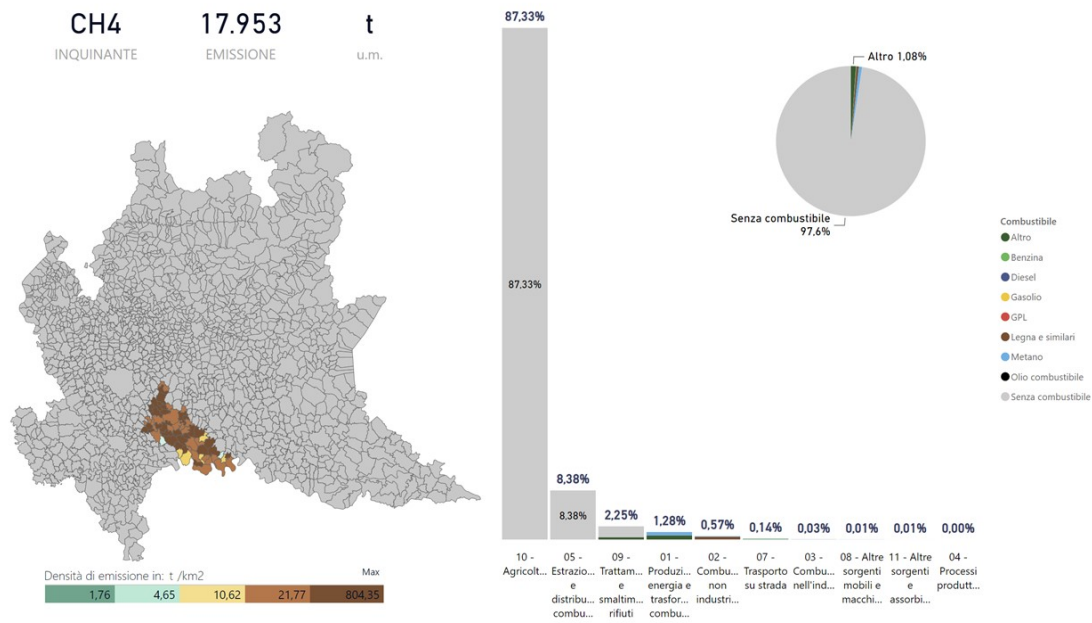 CH4
17.953
t
INQUINANTE
EMISSIONE
u.m.
87,33%
87,33%
8,38%
8,38%
2,25%
1,28%
0,57%
0,14%
0,03%
0,01%
0,01%
0,00%
10 -
Agricolt...
05 -
Estrazio...
e
distribu...
combu...
09 -
Trattam...
e
smaltim...
rifiuti
01 -
Produzi...
energia e
trasfor...
combu...
02 -
Combu...
non
industri...
07 -
Trasporto
su strada
03 -
Combu...
nell'ind...
08 - Altre
sorgenti
mobili e
macchi...
11 - Altre
sorgenti
e
assorbi...
04 -
Processi
produtt...
Altro 1,08%
Senza combustibile
97,6%
Combustibile
Altro
Benzina
Diesel
Gasolio
GPL
Legna e similari
Metano
Olio combustibile
Senza combustibile
Densità di emissione in: t /km2
Max
1,76
4,65
10,62
21,77
804,35